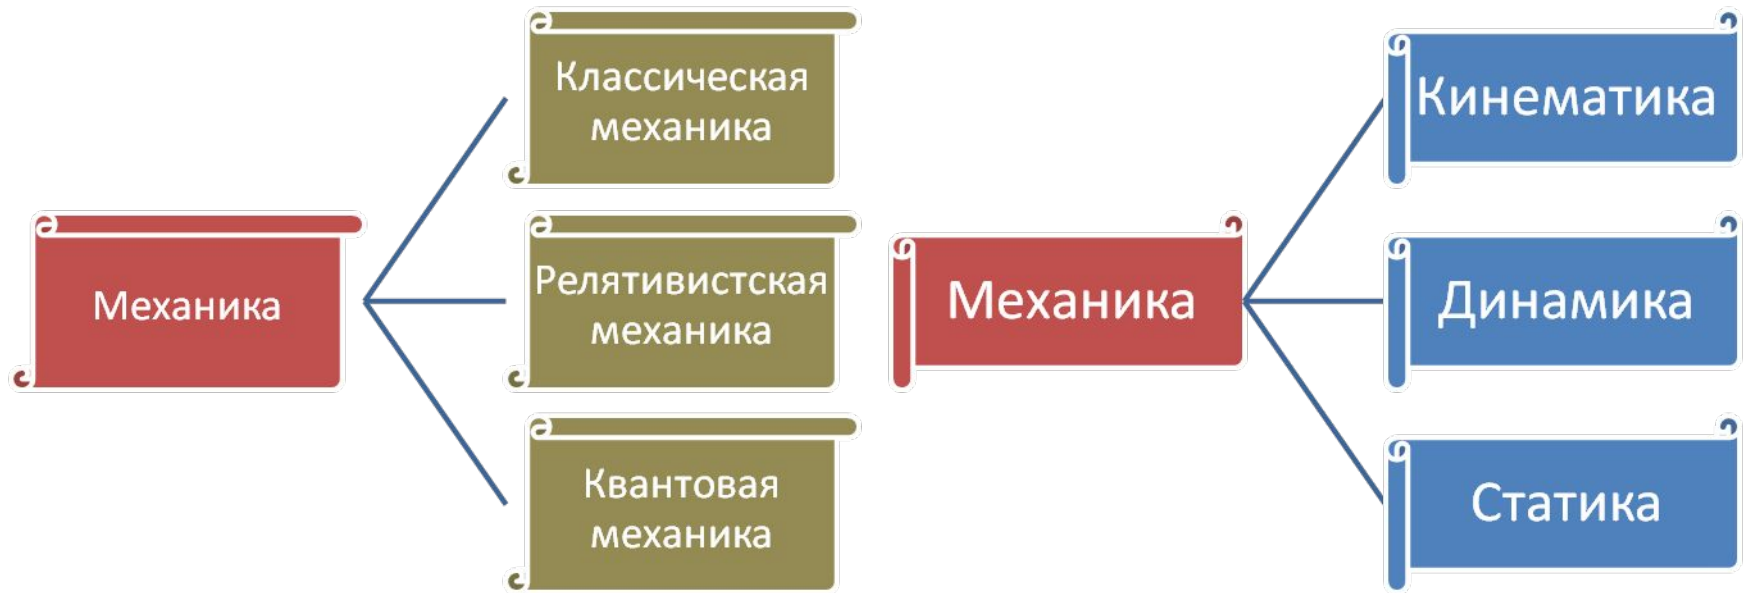 Механика
Классическая
механика
Релятивистская
механика
Квантовая
механика
Механика
Кинематика
Динамика
Статика